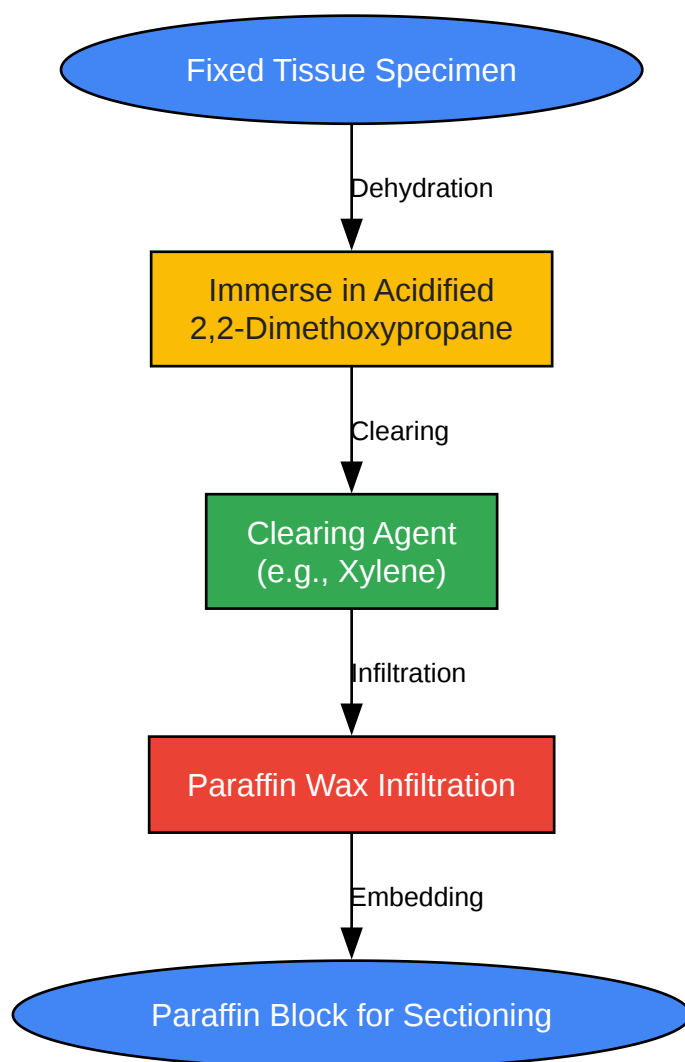 Fixed Tissue Specimen
Dehydration
Immerse in Acidified
2,2-Dimethoxypropane
Clearing
Clearing Agent
(e.g., Xylene)
Infiltration
Paraffin Wax Infiltration
Embedding
Paraffin Block for Sectioning